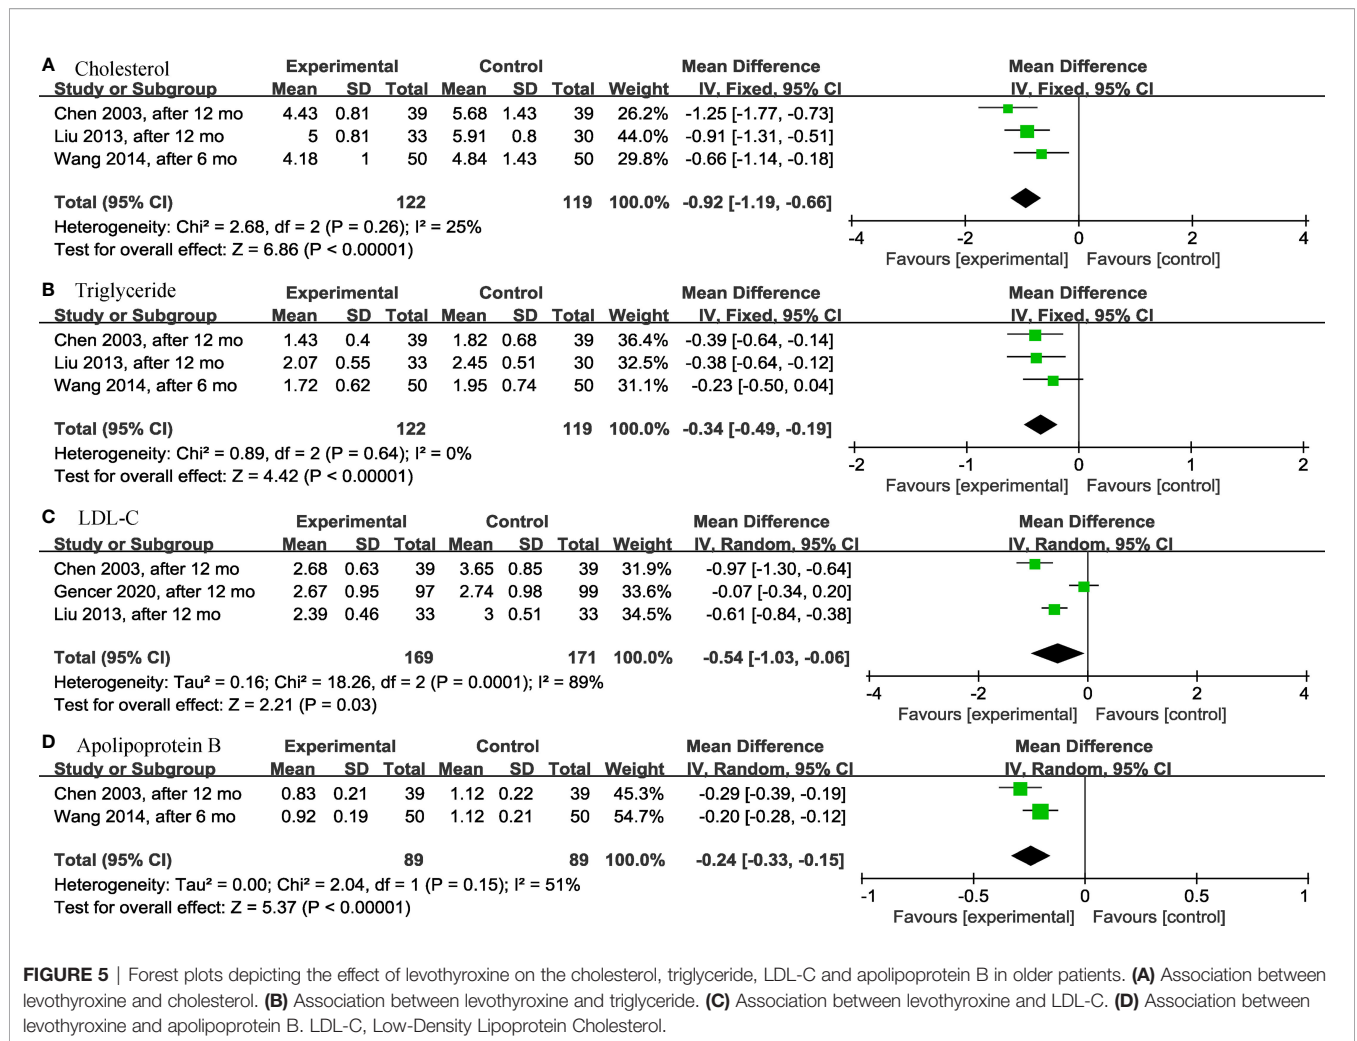 A Cholesterol Experimental Control Mean Difference Mean Difference
Study or Subgroup Mean SD Total Mean SD Total Weight IV, Fixed, 95% CI IV, Fixed, 95% CI
Chen 2003, after 12 mo 4.43 0.81 39 5.68 1.43 39 26.2% -1.25 [-1.77, -0.73]
Liu 2013, after 12 mo 5 0.81 33 5.91 0.8 30 44.0% -0.91 [-1.31, -0.51]
Wang 2014, after 6 mo 4.18 1 50 4.84 1.43 50 29.8% -0.66 [-1.14, -0.18]
Total (95% CI) 122 119 100.0% -0.92 [-1.19, -0.66]
Heterogeneity: Chi² = 2.68, df = 2 (P = 0.26); I² = 25%
Test for overall effect: Z = 6.86 (P < 0.00001)
-4 -2 0 2 4
Favours [experimental] Favours [control]
B Triglyceride Experimental Control Mean Difference Mean Difference
Study or Subgroup Mean SD Total Mean SD Total Weight IV, Fixed, 95% CI IV, Fixed, 95% CI
Chen 2003, after 12 mo 1.43 0.4 39 1.82 0.68 39 36.4% -0.39 [-0.64, -0.14]
Liu 2013, after 12 mo 2.07 0.55 33 2.45 0.51 30 32.5% -0.38 [-0.64, -0.12]
Wang 2014, after 6 mo 1.72 0.62 50 1.95 0.74 50 31.1% -0.23 [-0.50, 0.04]
Total (95% CI) 122 119 100.0% -0.34 [-0.49, -0.19]
Heterogeneity: Chi² = 0.89, df = 2 (P = 0.64); I² = 0%
Test for overall effect: Z = 4.42 (P < 0.00001)
-2 -1 0 1 2
Favours [experimental] Favours [control]
C LDL-C Experimental Control Mean Difference Mean Difference
Study or Subgroup Mean SD Total Mean SD Total Weight IV, Random, 95% CI IV, Random, 95% CI
Chen 2003, after 12 mo 2.68 0.63 39 3.65 0.85 39 31.9% -0.97 [-1.30, -0.64]
Gencer 2020, after 12 mo 2.67 0.95 97 2.74 0.98 99 33.6% -0.07 [-0.34, 0.20]
Liu 2013, after 12 mo 2.39 0.46 33 3 0.51 33 34.5% -0.61 [-0.84, -0.38]
Total (95% CI) 169 171 100.0% -0.54 [-1.03, -0.06]
Heterogeneity: Tau² = 0.16; Chi² = 18.26, df = 2 (P = 0.0001); I² = 89%
Test for overall effect: Z = 2.21 (P = 0.03)
-4 -2 0 2 4
Favours [experimental] Favours [control]
D Apolipoprotein B Experimental Control Mean Difference Mean Difference
Study or Subgroup Mean SD Total Mean SD Total Weight IV, Random, 95% CI IV, Random, 95% CI
Chen 2003, after 12 mo 0.83 0.21 39 1.12 0.22 39 45.3% -0.29 [-0.39, -0.19]
Wang 2014, after 6 mo 0.92 0.19 50 1.12 0.21 50 54.7% -0.20 [-0.28, -0.12]
Total (95% CI) 89 89 100.0% -0.24 [-0.33, -0.15]
Heterogeneity: Tau² = 0.00; Chi² = 2.04, df = 1 (P = 0.15); I² = 51%
Test for overall effect: Z = 5.37 (P < 0.00001)
-1 -0.5 0 0.5 1
Favours [experimental] Favours [control]
FIGURE 5 | Forest plots depicting the effect of levothyroxine on the cholesterol, triglyceride, LDL-C and apolipoprotein B in older patients. (A) Association between
levothyroxine and cholesterol. (B) Association between levothyroxine and triglyceride. (C) Association between levothyroxine and LDL-C. (D) Association between
levothyroxine and apolipoprotein B. LDL-C, Low-Density Lipoprotein Cholesterol.